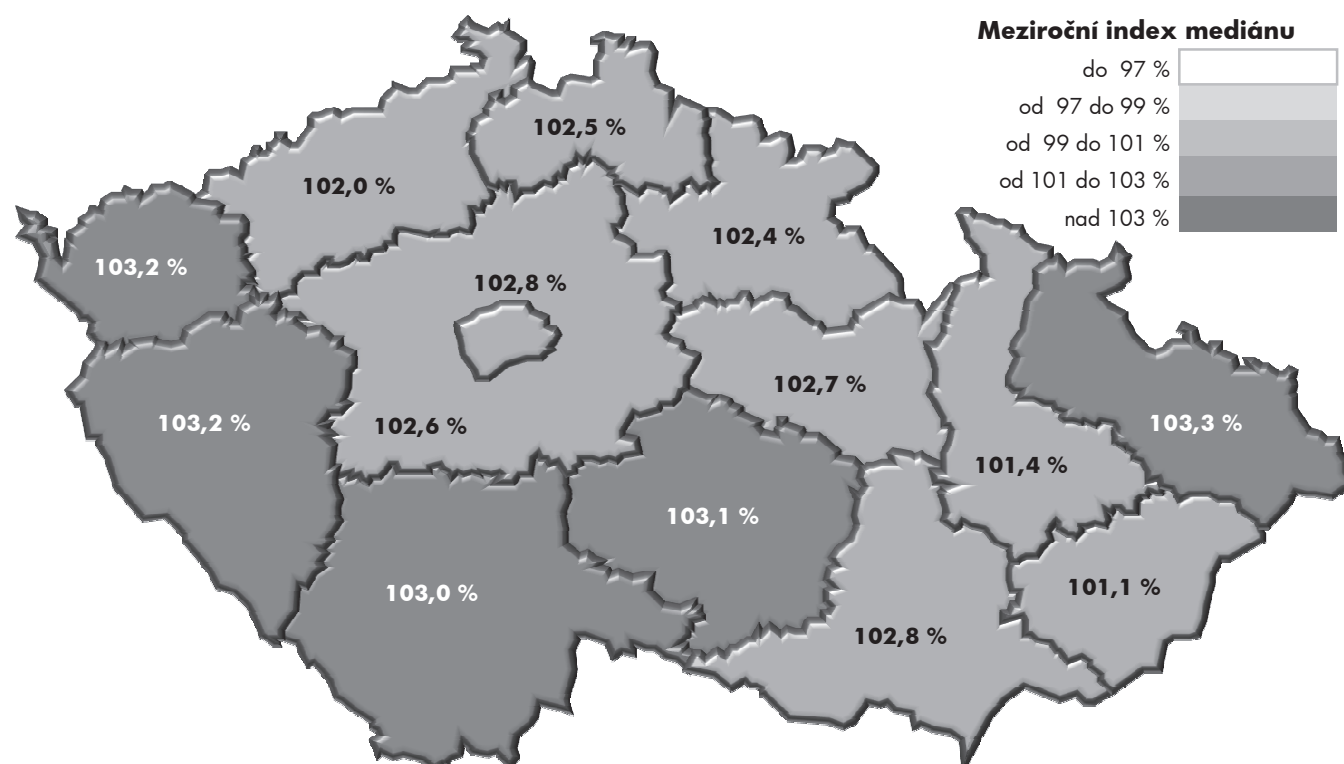 Meziroční index mediánu
do 97 %
od 97 do 99 %
od 99 do 101 %
od 101 do 103 %
nad 103 %
102,5 %
102,0 %
102,4 %
103,2 %
102,8 %
102,7 %
103,2 %
102,6 %
103,3 %
101,4 %
103,1 %
103,0 %
101,1 %
102,8 %